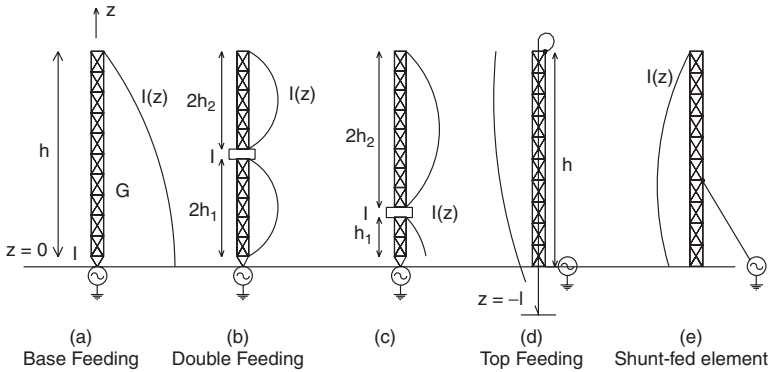 z
h
I(z)
G
z = 0
I
2h2
I(z)
I
2h1
2h2
I
I(z)
h1
h
z = –l
I(z)
(a)
Base Feeding
(b)
Double Feeding
(c)
(d)
Top Feeding
(e)
Shunt-fed element